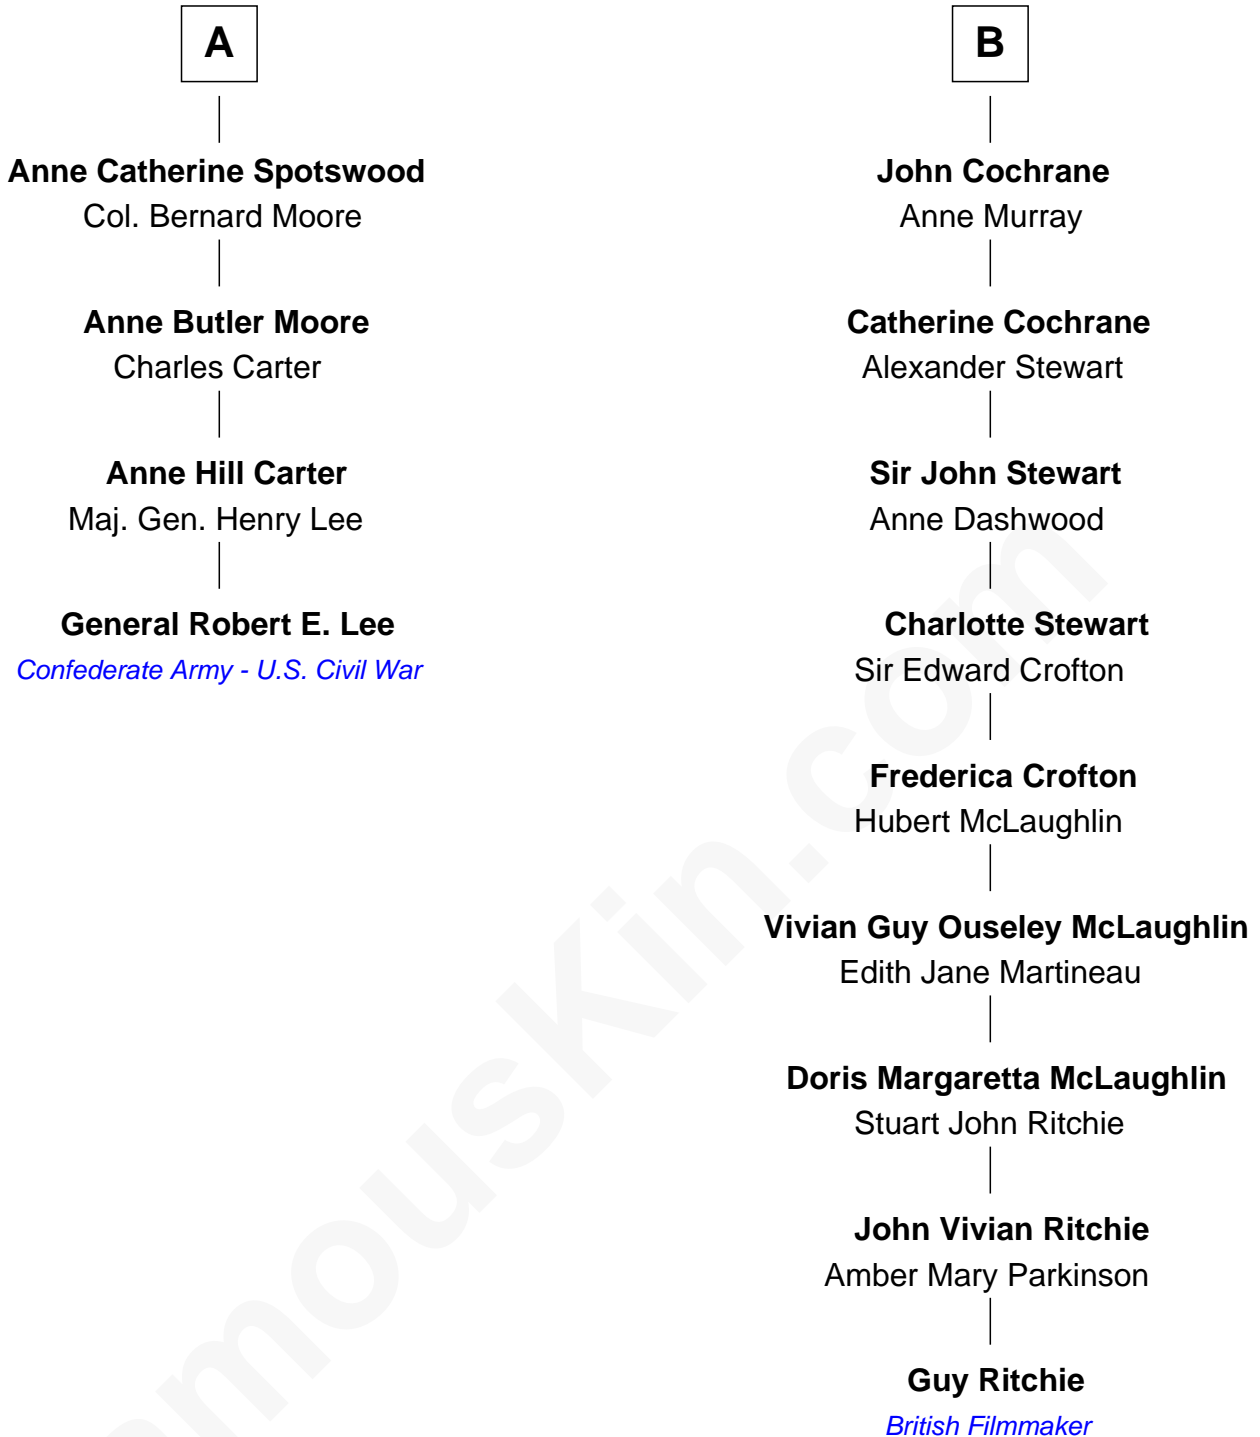 A
Anne Catherine Spotswood
Col. Bernard Moore
Anne Butler Moore
Charles Carter
Anne Hill Carter
Maj. Gen. Henry Lee
General Robert E. Lee
Confederate Army - U.S. Civil War
B
John Cochrane
Anne Murray
Catherine Cochrane
Alexander Stewart
Sir John Stewart
Anne Dashwood
Charlotte Stewart
Sir Edward Crofton
Frederica Crofton
Hubert McLaughlin
Vivian Guy Ouseley McLaughlin
Edith Jane Martineau
Doris Margaretta McLaughlin
Stuart John Ritchie
John Vivian Ritchie
Amber Mary Parkinson
Guy Ritchie
British Filmmaker
amousKin.com